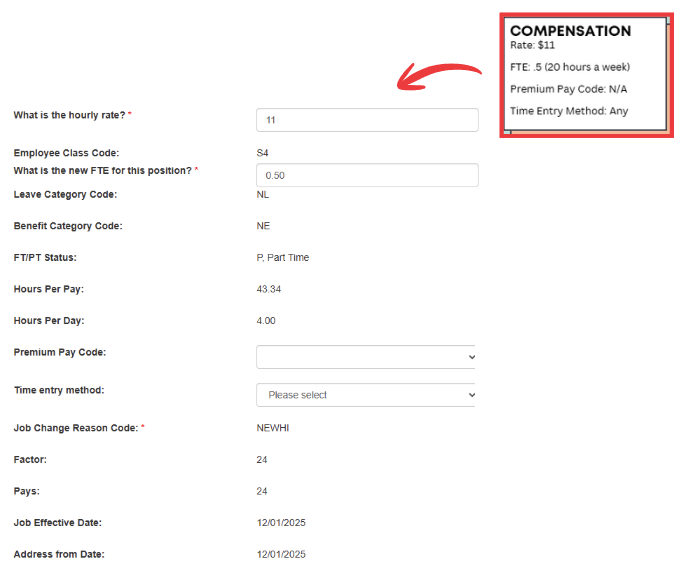 COMPENSATION
Rate: $11
FTE: .5 (20 hours a week)
Premium Pay Code: N/A
Time Entry Method: Any
What is the hourly rate? * 11
Employee Class Code: S4
What is the new FTE for this position? * 0.50
Leave Category Code: NL
Benefit Category Code: NE
FT/PT Status: P, Part Time
Hours Per Pay: 43.34
Hours Per Day: 4.00
Premium Pay Code:
Time entry method: Please select
Job Change Reason Code: * NEWHI
Factor: 24
Pays: 24
Job Effective Date: 12/01/2025
Address from Date: 12/01/2025